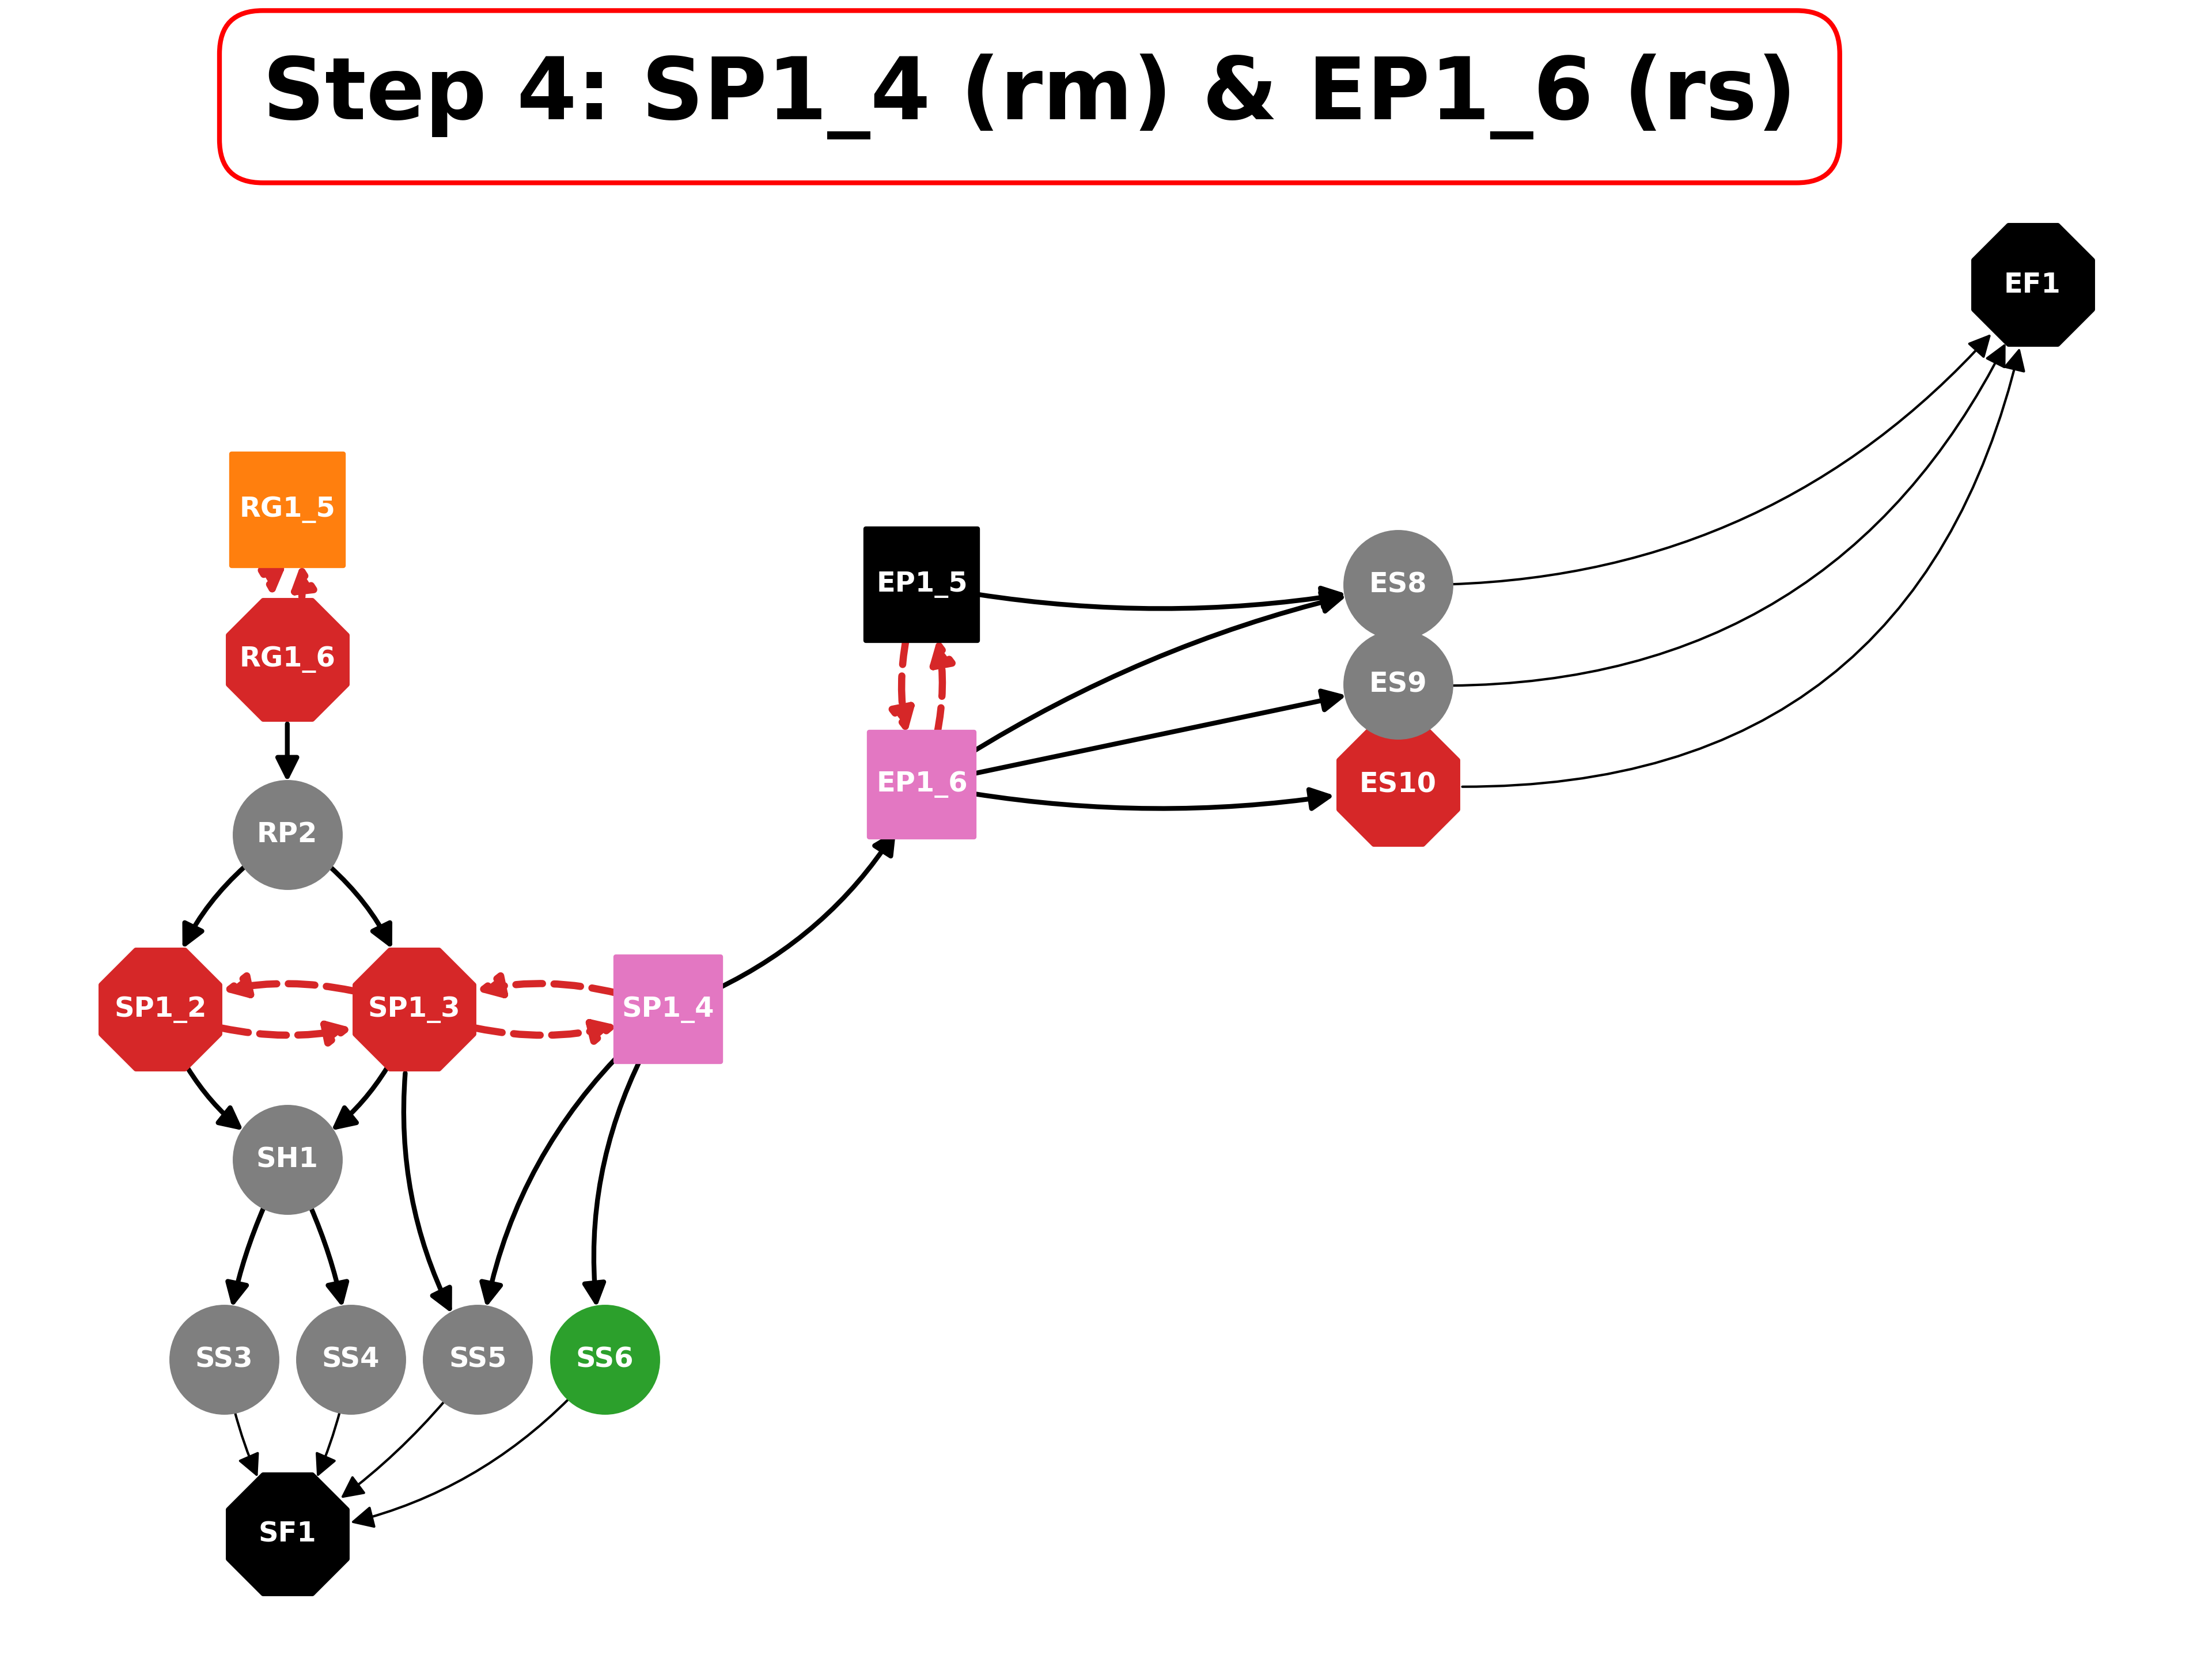 Step 4: SP1_4 (rm) & EP1_6 (rs)
EF1
RG1_5
EP1_5
ES8
RG1_6
ES9
EP1_6
ES10
RP2
SP1_2
SP1_3
SP1_4
SH1
SS3
SS4
SS5
SS6
SF1